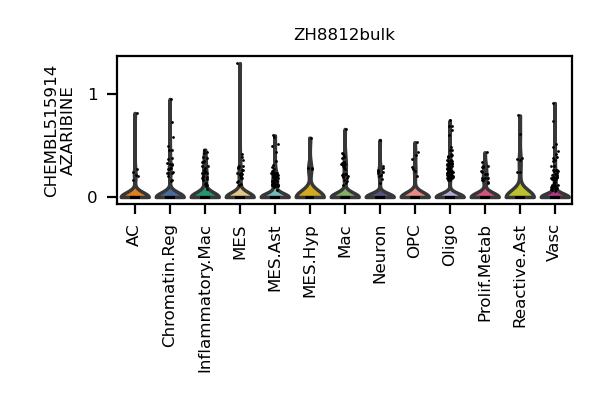 ZH8812bulk
CHEMBL515914
AZARIBINE
1
0
AC
Chromatin.Reg
Inflammatory.Mac
MES
MES.Ast
MES.Hyp
Mac
Neuron
OPC
Oligo
Prolif.Metab
Reactive.Ast
Vasc